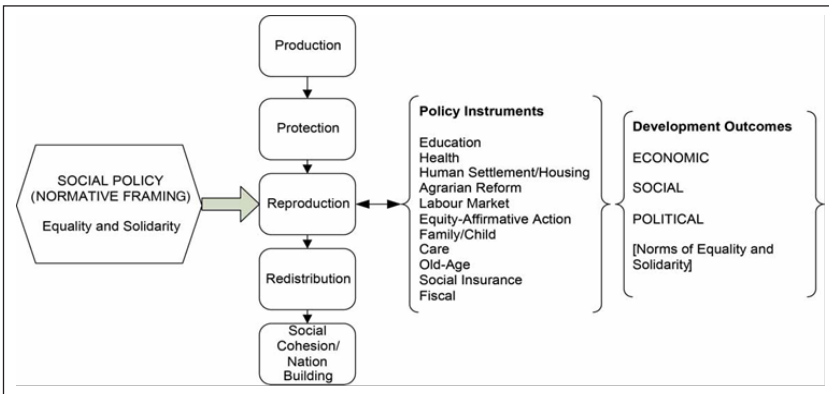 SOCIAL POLICY
(NORMATIVE FRAMING)
Equality and Solidarity
Production
Protection
Reproduction
Redistribution
Social
Cohesion/
Nation
Building
Policy Instruments
Education
Health
Human Settlement/Housing
Agrarian Reform
Labour Market
Equity-Affirmative Action
Family/Child
Care
Old-Age
Social Insurance
Fiscal
Development Outcomes
ECONOMIC
SOCIAL
POLITICAL
[Norms of Equality and
Solidarity]